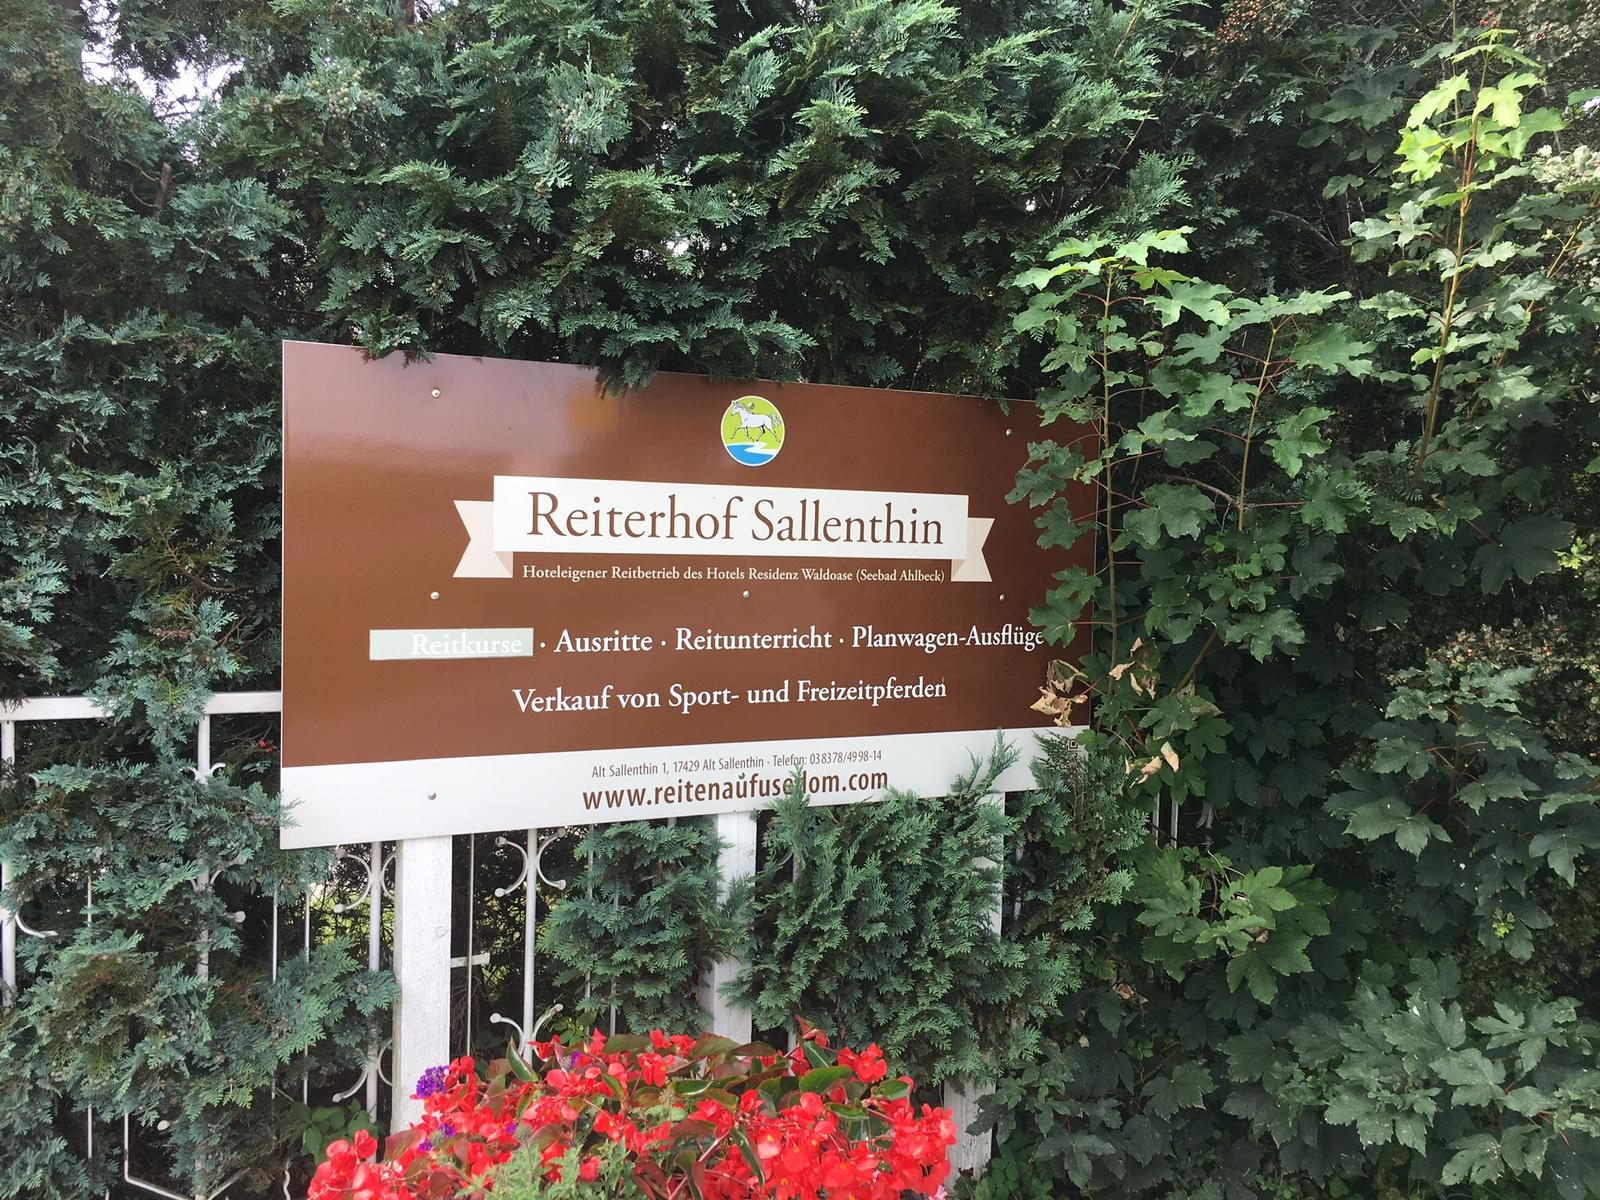 Reiterhof Sallenthin
Hoteleigener Reitbetrieb des Hotels Residenz Waldoase (Seebad Ahlbeck)
Reitkurse · Ausritte · Reitunterricht · Planwagen-Ausflüge
Verkauf von Sport- und Freizeitpferden
Alt Sallenthin 1, 17429 Alt Sallenthin · Telefon: 038378/4998-14
www.reitenaufusedom.com